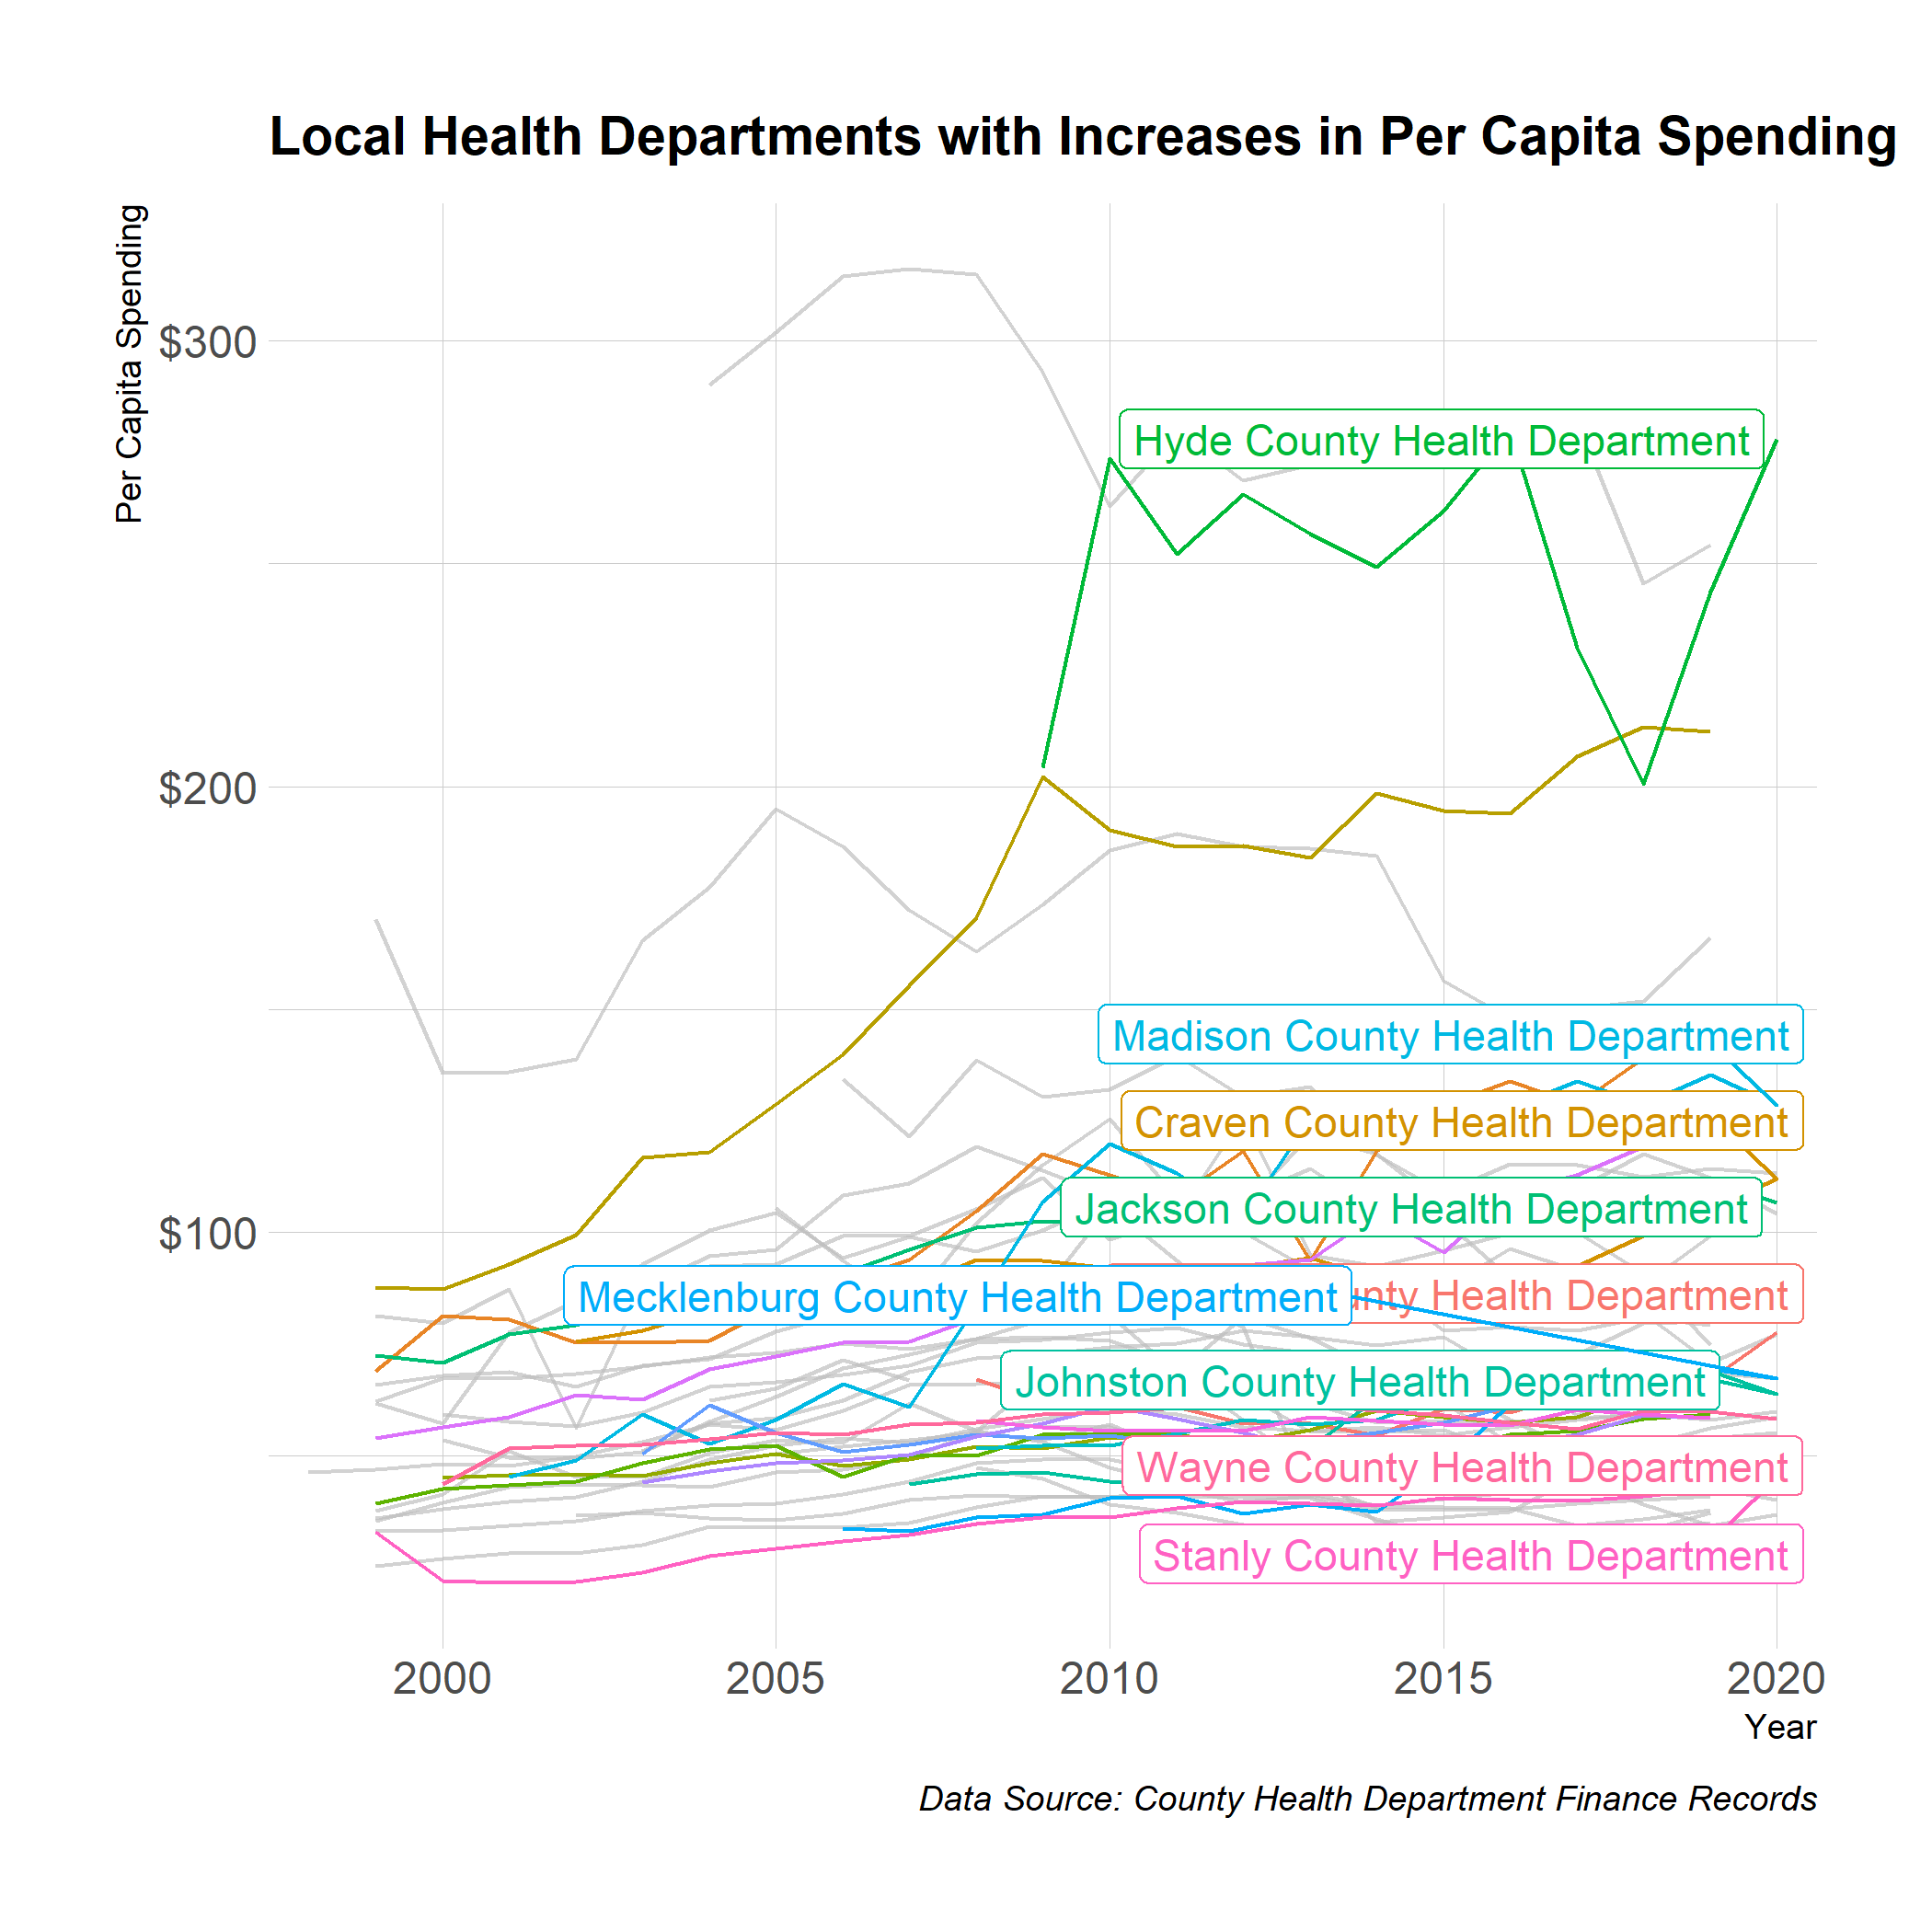 Local Health Departments with Increases in Per Capita Spending
Per Capita Spending
$300
Hyde County Health Department
$200
Madison County Health Department
Craven County Health Department
Jackson County Health Department
$100
Mecklenburg County Health Department
Health Department
Johnston County Health Department
Wayne County Health Department
Stanly County Health Department
2000 2005 2010 2015 2020
Year
Data Source: County Health Department Finance Records